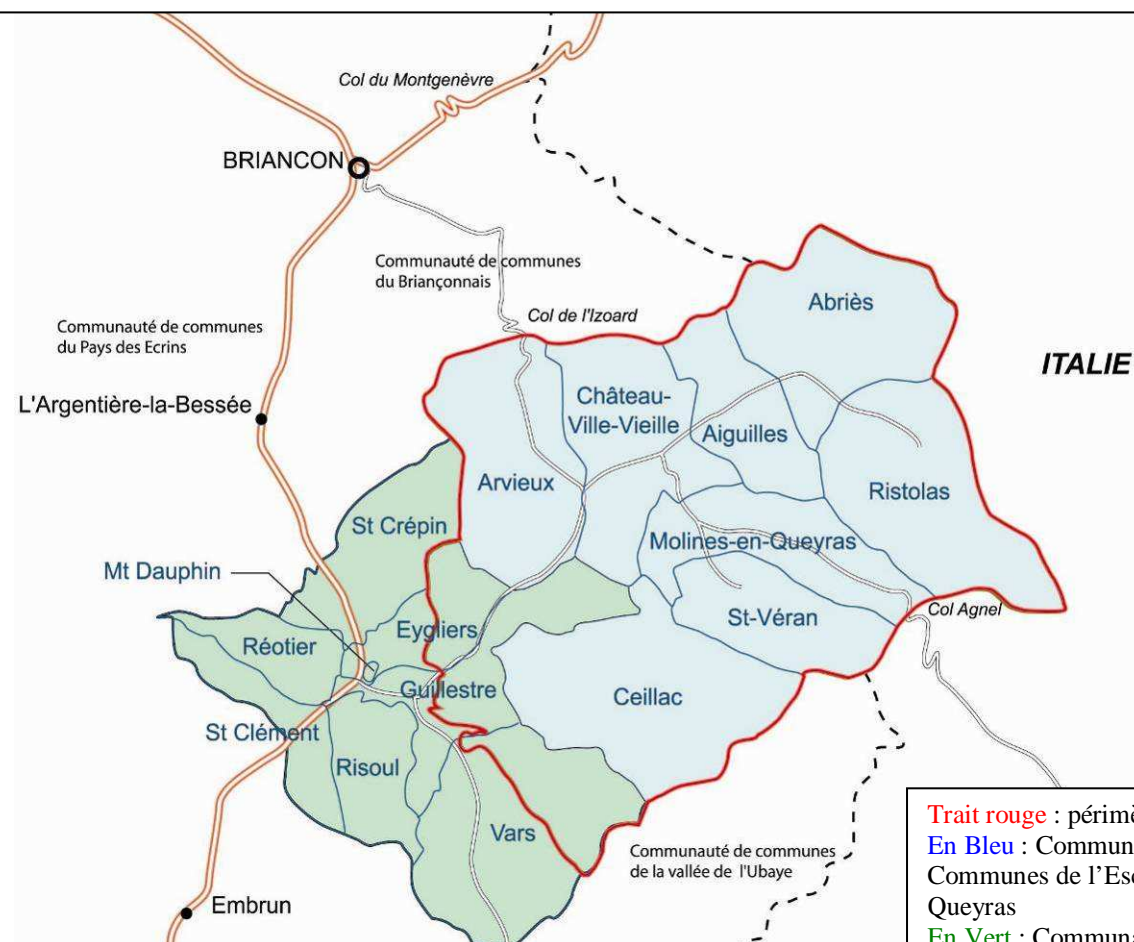 Col du Montgenèvre
BRIANCON
Communauté de communes
du Briançonnais
Col de l'Izoard
Abriès
Communauté de communes
du Pays des Ecrins
ITALIE
Château-
Ville-Vieille
L'Argentière-la-Bessée
Aiguilles
Arvieux
Ristolas
St Crépin
Molines-en-Queyras
Mt Dauphin
Col Agnel
St-Véran
Eygliers
Réotier
Guillestre
Ceillac
St Clément
Risoul
Vars
Communauté de communes
de la vallée de l'Ubaye
Embrun
Trait rouge : périmè
En Bleu : Commun
Communes de l’Es
Queyras
En Vert : Communa